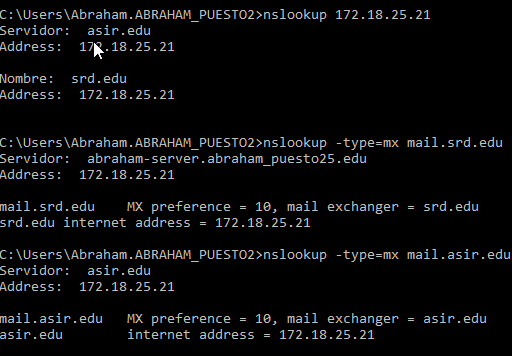 C:\Users\Abraham.ABRAHAM_PUESTO2>nslookup 172.18.25.21
Servidor:  asir.edu
Address:  172.18.25.21
Nombre:  srd.edu
Address:  172.18.25.21
C:\Users\Abraham.ABRAHAM_PUESTO2>nslookup -type=mx mail.srd.edu
Servidor:  abraham-server.abraham_puesto25.edu
Address:  172.18.25.21
mail.srd.edu    MX preference = 10, mail exchanger = srd.edu
srd.edu internet address = 172.18.25.21
C:\Users\Abraham.ABRAHAM_PUESTO2>nslookup -type=mx mail.asir.edu
Servidor:  asir.edu
Address:  172.18.25.21
mail.asir.edu   MX preference = 10, mail exchanger = asir.edu
asir.edu        internet address = 172.18.25.21